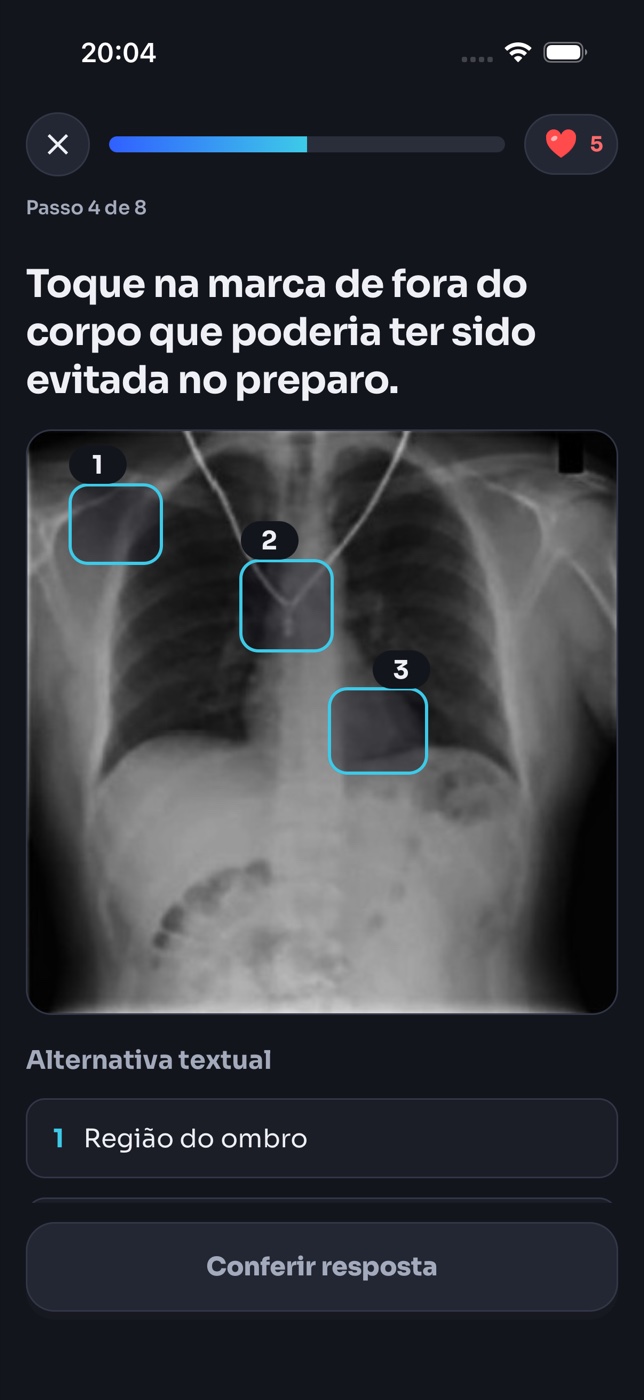 20:04
5
Passo 4 de 8
Toque na marca de fora do
corpo que poderia ter sido
evitada no preparo.
1
2
3
Alternativa textual
1 Região do ombro
Conferir resposta